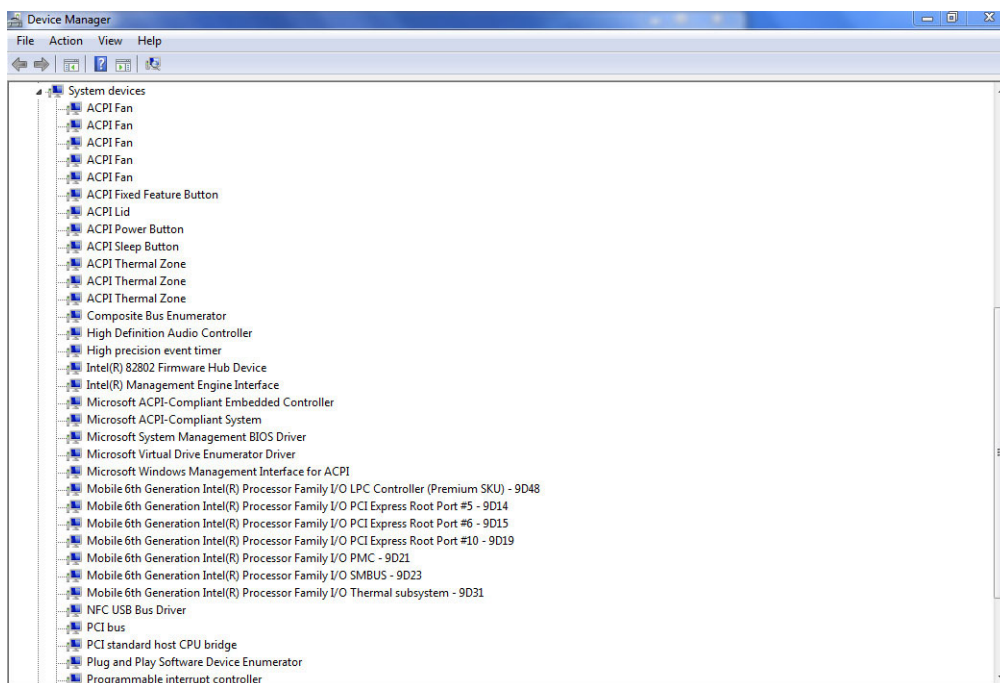 Device Manager
File Action View Help
System devices
ACPI Fan
ACPI Fan
ACPI Fan
ACPI Fan
ACPI Fan
ACPI Fixed Feature Button
ACPI Lid
ACPI Power Button
ACPI Sleep Button
ACPI Thermal Zone
ACPI Thermal Zone
ACPI Thermal Zone
Composite Bus Enumerator
High Definition Audio Controller
High precision event timer
Intel(R) 82802 Firmware Hub Device
Intel(R) Management Engine Interface
Microsoft ACPI-Compliant Embedded Controller
Microsoft ACPI-Compliant System
Microsoft System Management BIOS Driver
Microsoft Virtual Drive Enumerator Driver
Microsoft Windows Management Interface for ACPI
Mobile 6th Generation Intel(R) Processor Family I/O LPC Controller (Premium SKU) - 9D48
Mobile 6th Generation Intel(R) Processor Family I/O PCI Express Root Port #5 - 9D14
Mobile 6th Generation Intel(R) Processor Family I/O PCI Express Root Port #6 - 9D15
Mobile 6th Generation Intel(R) Processor Family I/O PCI Express Root Port #10 - 9D19
Mobile 6th Generation Intel(R) Processor Family I/O PMC - 9D21
Mobile 6th Generation Intel(R) Processor Family I/O SMBUS - 9D23
Mobile 6th Generation Intel(R) Processor Family I/O Thermal subsystem - 9D31
NFC USB Bus Driver
PCI bus
PCI standard host CPU bridge
Plug and Play Software Device Enumerator
Programmable interrupt controller